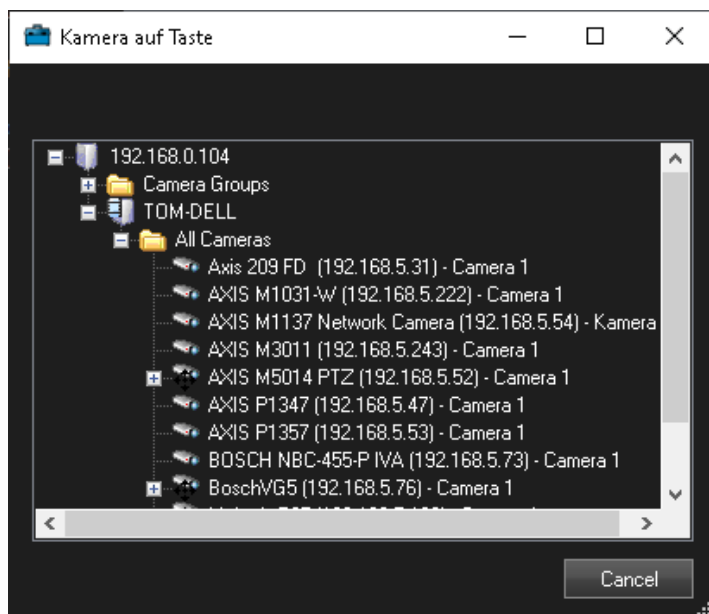 Kamera auf Taste
192.168.0.104
Camera Groups
TOM-DELL
All Cameras
Axis 209 FD (192.168.5.31) - Camera 1
AXIS M1031-W (192.168.5.222) - Camera 1
AXIS M1137 Network Camera (192.168.5.54) - Kamera
AXIS M3011 (192.168.5.243) - Camera 1
AXIS M5014 PTZ (192.168.5.52) - Camera 1
AXIS P1347 (192.168.5.47) - Camera 1
AXIS P1357 (192.168.5.53) - Camera 1
BOSCH NBC-455-P IVA (192.168.5.73) - Camera 1
BoschVG5 (192.168.5.76) - Camera 1
Cancel